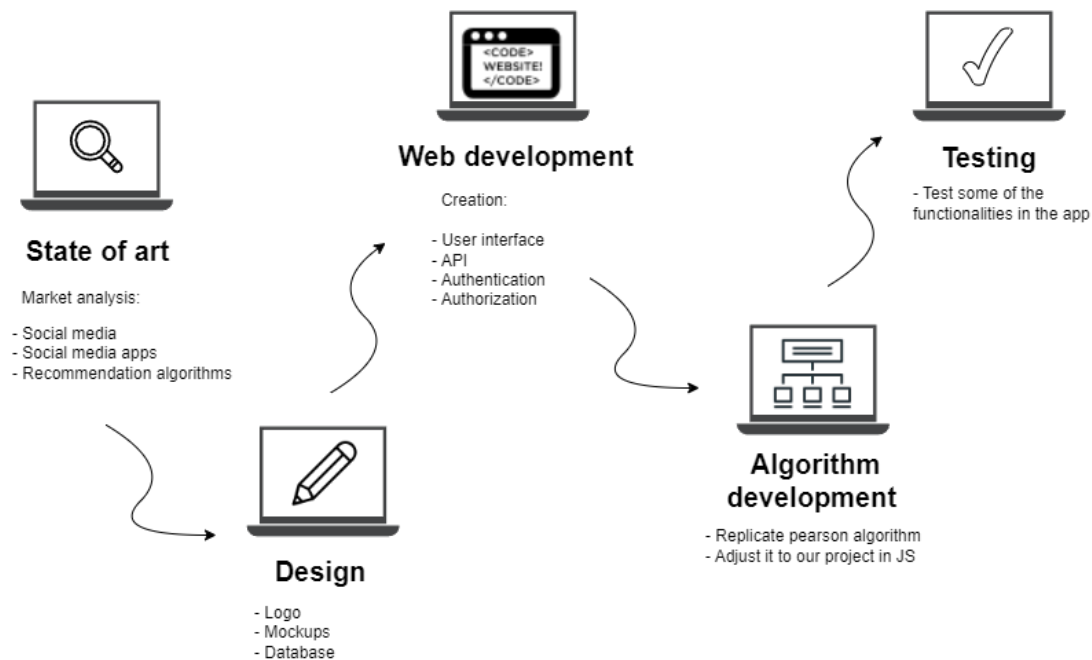 State of art
Market analysis:
- Social media
- Social media apps
- Recommendation algorithms
Design
- Logo
- Mockups
- Database
<CODE>
WEBSITE!
</CODE>
Web development
Creation:
- User interface
- API
- Authentication
- Authorization
Algorithm
development
- Replicate pearson algorithm
- Adjust it to our project in JS
Testing
- Test some of the
functionalities in the app